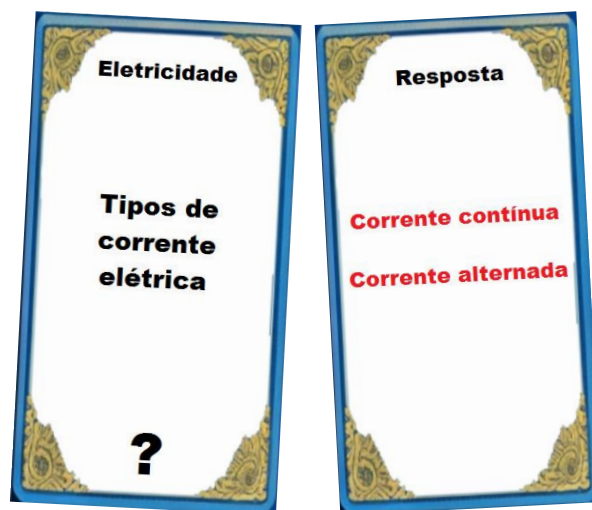 Eletricidade
Tipos de
corrente
elétrica
?
Resposta
Corrente contínua
Corrente alternada